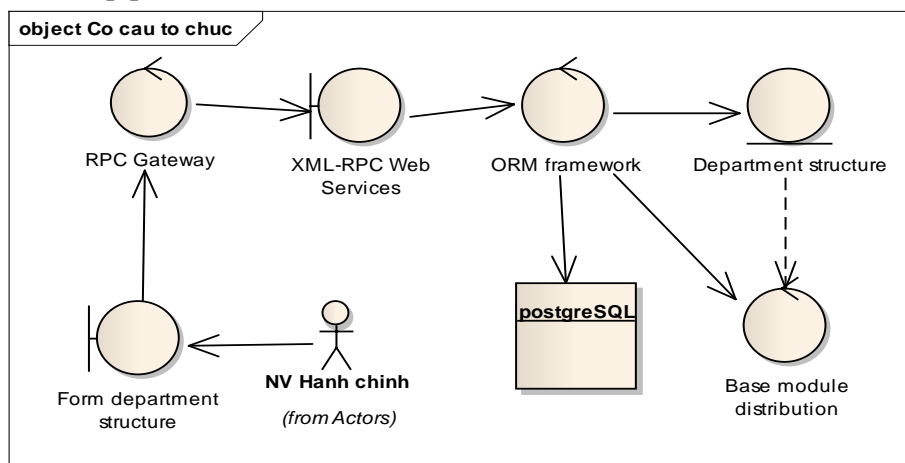 object Co cau to chuc
RPC Gateway
XML-RPC Web
Services
ORM framework
Department structure
Form department
structure
NV Hanh chinh
(from Actors)
postgreSQL
Base module
distribution